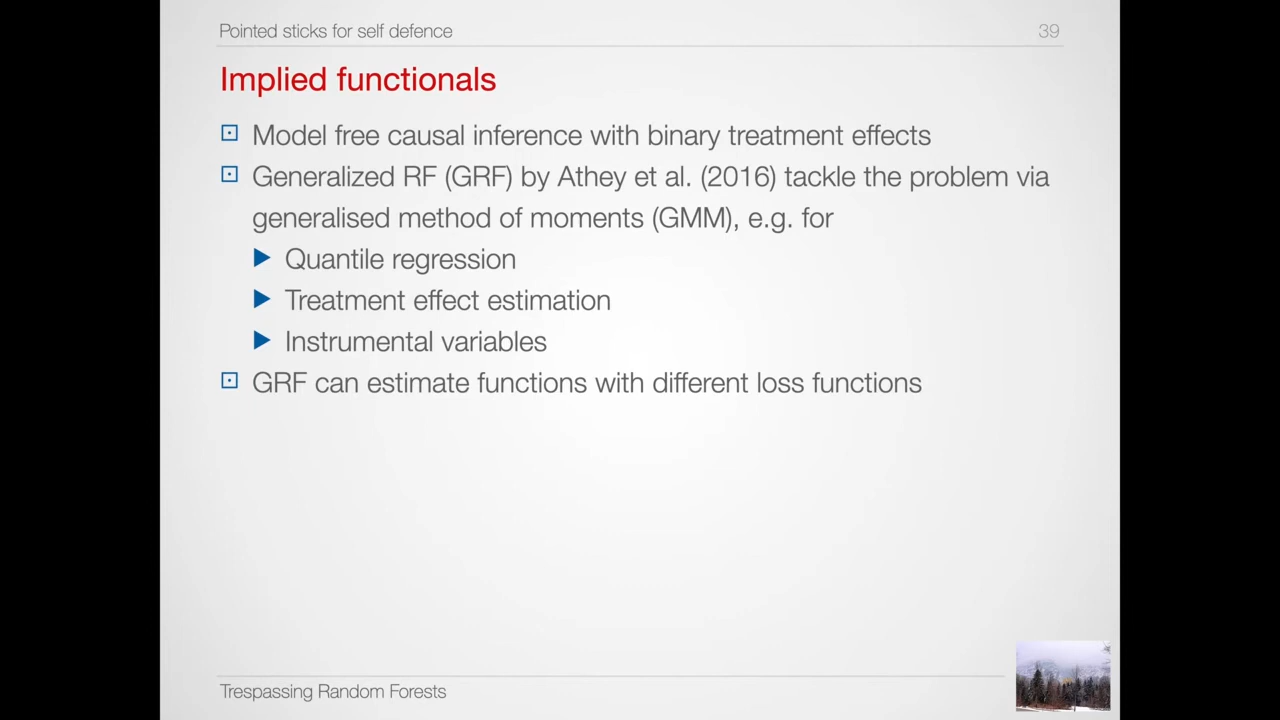 Pointed sticks for self defence 39
Implied functionals
Model free causal inference with binary treatment effects
Generalized RF (GRF) by Athey et al. (2016) tackle the problem via
generalised method of moments (GMM), e.g. for
Quantile regression
Treatment effect estimation
Instrumental variables
GRF can estimate functions with different loss functions
Trespassing Random Forests